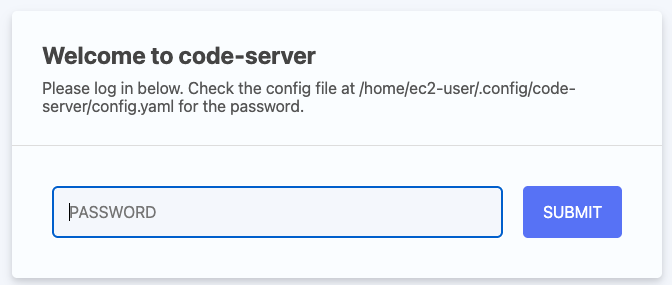 Welcome to code-server
Please log in below. Check the config file at /home/ec2-user/.config/code-
server/config.yaml for the password.
PASSWORD
SUBMIT